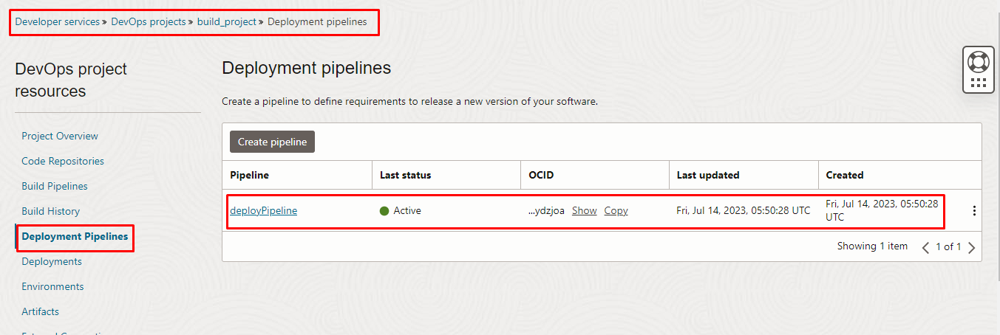 Developer services » DevOps projects » build_project » Deployment pipelines
DevOps project
resources
Project Overview
Code Repositories
Build Pipelines
Build History
Deployment Pipelines
Deployments
Environments
Artifacts
Deployment pipelines
Create a pipeline to define requirements to release a new version of your software.
Create pipeline
Pipeline Last status OCID Last updated Created
deployPipeline Active ...ydzjoa Show Copy Fri, Jul 14, 2023, 05:50:28 UTC Fri, Jul 14, 2023, 05:50:28
UTC
Showing 1 item 1 of 1